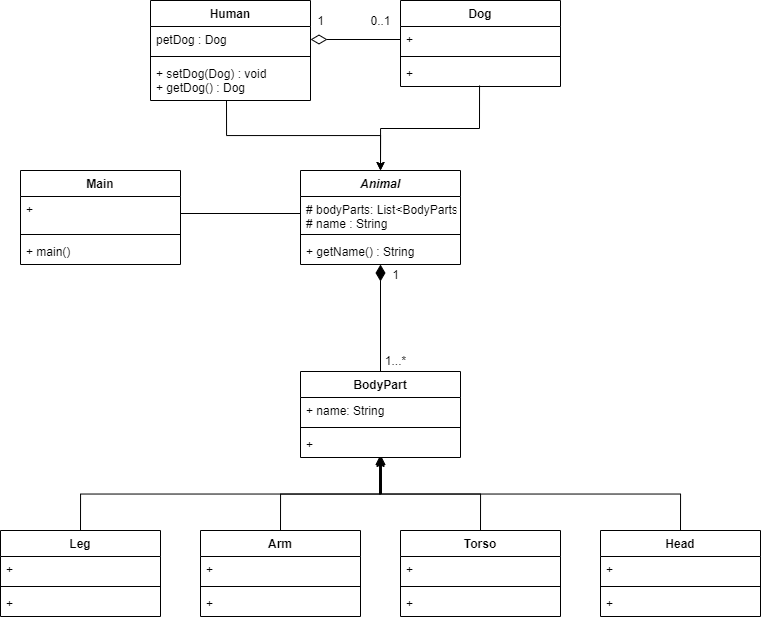 Human
petDog : Dog
+ setDog(Dog) : void
+ getDog() : Dog
1
0..1
Dog
+
+
Main
+
+ main()
Animal
# bodyParts: List<BodyParts
# name : String
+ getName() : String
1
1...*
BodyPart
+ name: String
+
Leg
+
+
Arm
+
+
Torso
+
+
Head
+
+